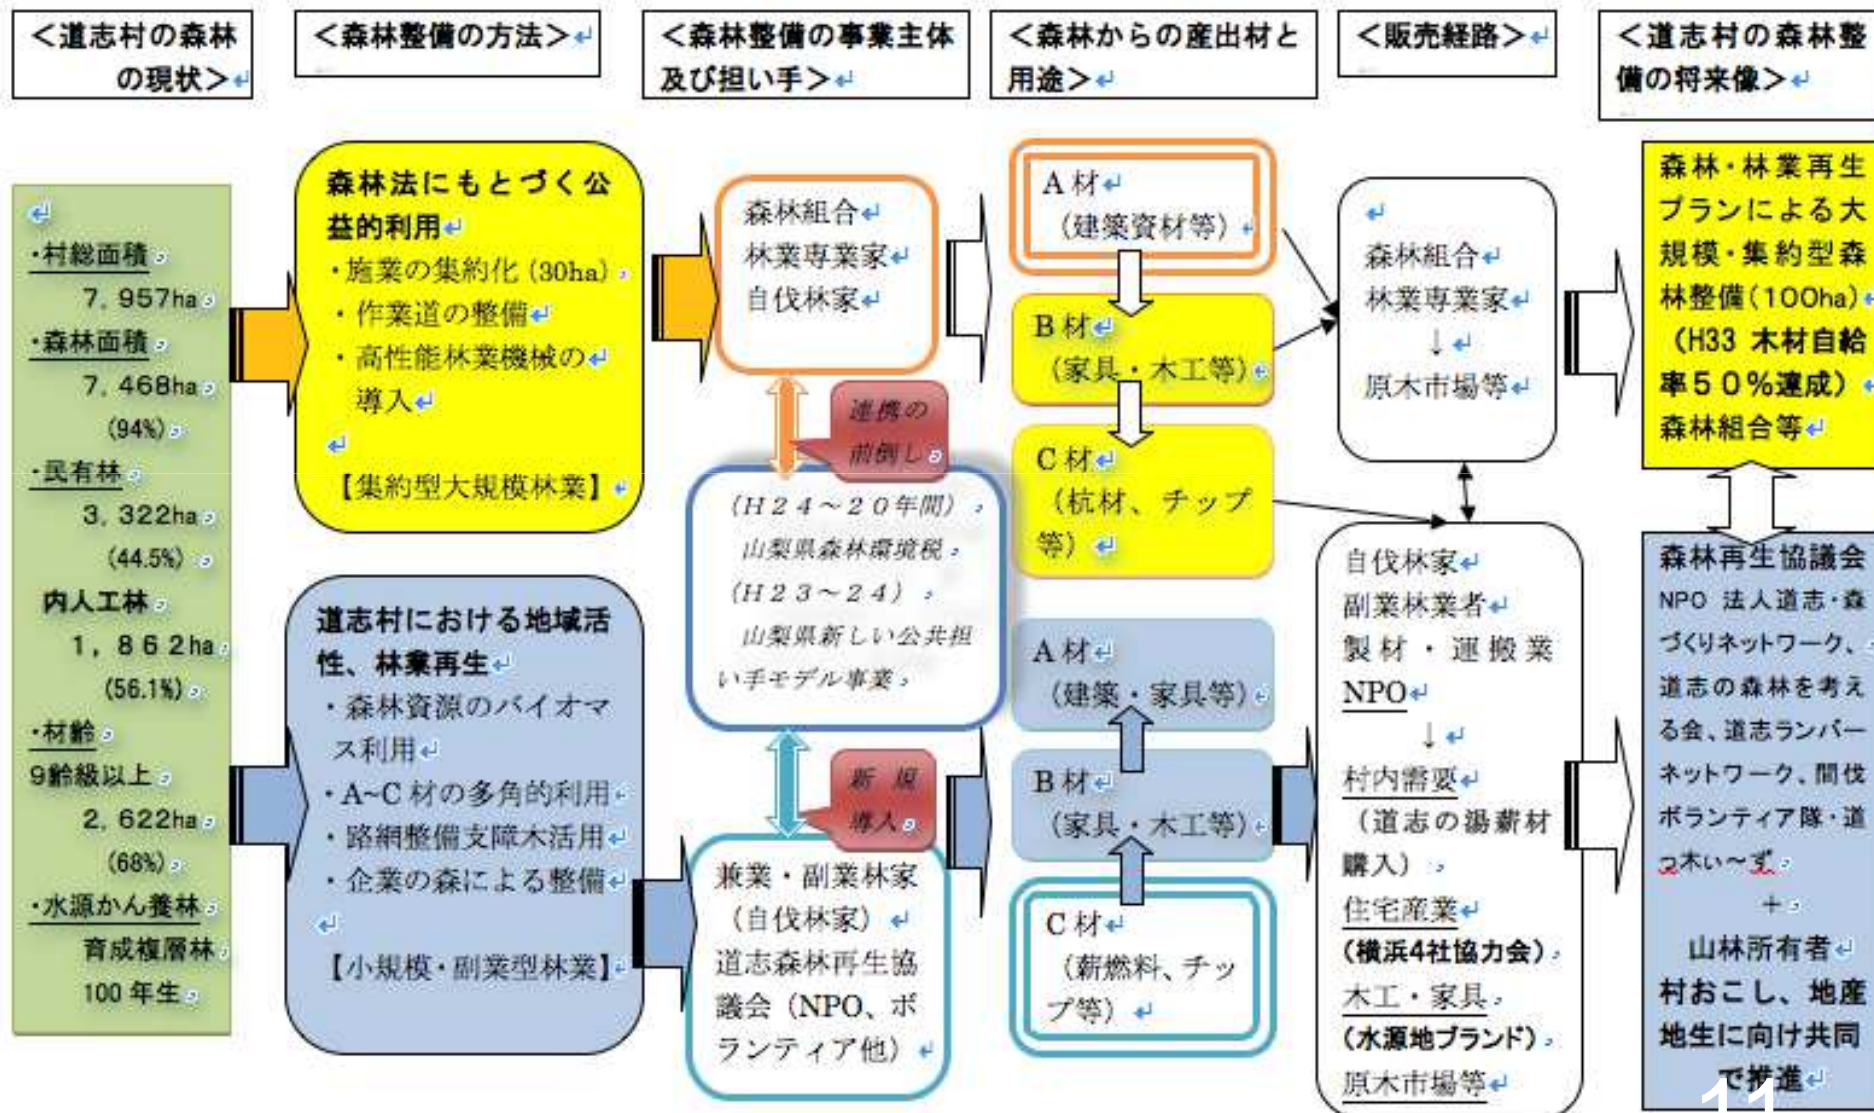 ＜道志村の森林
の現状＞
＜森林整備の方法＞
＜森林整備の事業主体
及び担い手＞
＜森林からの産出材と
用途＞
＜販売経路＞
＜道志村の森林整
備の将来像＞
・村総面積
7,957ha
・森林面積
7,468ha
(94%)
・民有林
3,322ha
(44.5%)
内人工林
1,862ha
(56.1%)
・材齢
9齢級以上
2,622ha
(68%)
・水源かん養林
育成複層林
100年生
森林法にもとづく公
益的利用
・施業の集約化(30ha)
・作業道の整備
・高性能林業機械の
導入
【集約型大規模林業】
道志村における地域活
性、林業再生
・森林資源のバイオマ
ス利用
・A~C材の多角的利用
・路網整備支障木活用
・企業の森による整備
【小規模・副業型林業】
森林組合
林業専業家
自伐林家
連携の
前倒し
(H24～20年間)
山梨県森林環境税
(H23～24)
山梨県新しい公共担
い手モデル事業
新規
導入
兼業・副業林家
（自伐林家）
道志森林再生協
議会（NPO、ボ
ランティア他）
A材
（建築資材等）
B材
（家具・木工等）
C材
（杭材、チップ
等）
A材
（建築・家具等）
B材
（家具・木工等）
C材
（薪燃料、チッ
プ等）
森林組合
林業専業家
↓
原木市場等
自伐林家
副業林業者
製材・運搬業
NPO
↓
村内需要
（道志の湯薪材
購入）
住宅産業
(横浜4社協力会)
木工・家具
(水源地ブランド)
原木市場等
森林・林業再生
プランによる大
規模・集約型森
林整備(100ha)
（H33 木材自給
率５０％達成）
森林組合等
森林再生協議会
NPO 法人道志・森
づくりネットワーク、
道志の森林を考え
る会、道志ランバー
ネットワーク、間伐
ボランティア隊・道
っ木い～ず
＋
山林所有者
村おこし、地産
地生に向け共同
で推進
11